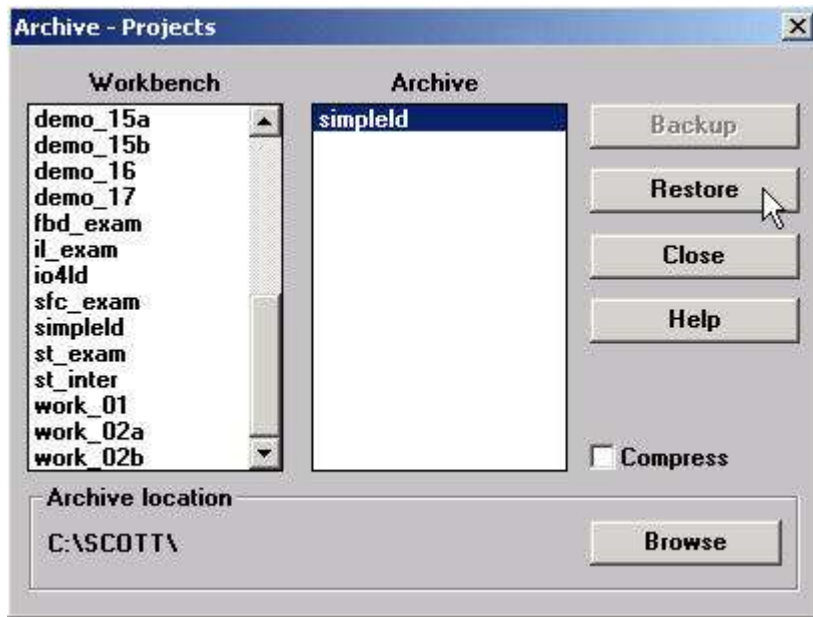 Archive - Projects
Workbench
Archive
demo_15a
demo_15b
demo_16
demo_17
fbd_exam
il_exam
io4ld
sfc_exam
simpleld
st_exam
st_inter
work_01
work_02a
work_02b
simpleld
Backup
Restore
Close
Help
Compress
Archive location
C:\SCOTT\
Browse